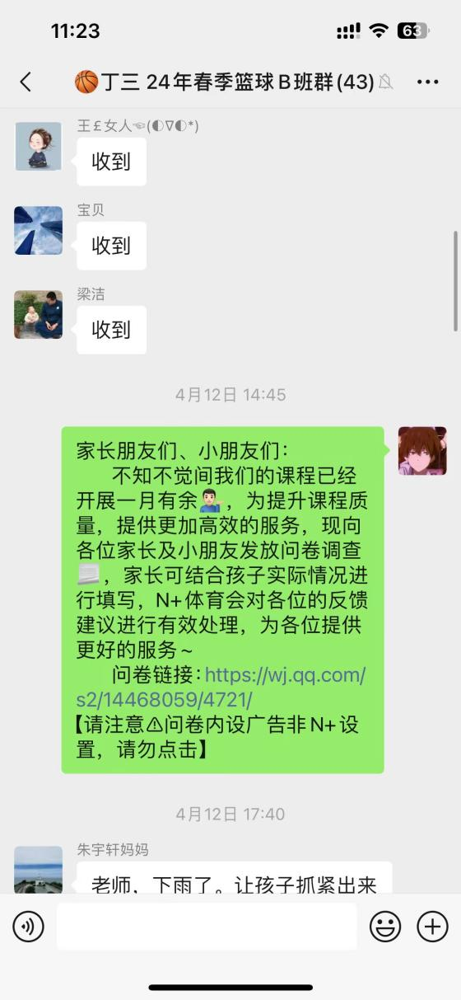 11:23
63
🏀丁三 24年春季篮球B班群(43)
王£女人☜(◐∇◐*)
收到
宝贝
收到
梁洁
收到
4月12日 14:45
家长朋友们、小朋友们：
不知不觉间我们的课程已经
开展一月有余💁🏻‍♂️，为提升课程质
量，提供更加高效的服务，现向
各位家长及小朋友发放问卷调查
📃，家长可结合孩子实际情况进
行填写，N+体育会对各位的反馈
建议进行有效处理，为各位提供
更好的服务~
问卷链接：https://wj.qq.com/
s2/14468059/4721/
【请注意⚠问卷内设广告非N+设
置，请勿点击】
4月12日 17:40
朱宇轩妈妈
老师，下雨了。让孩子抓紧出来